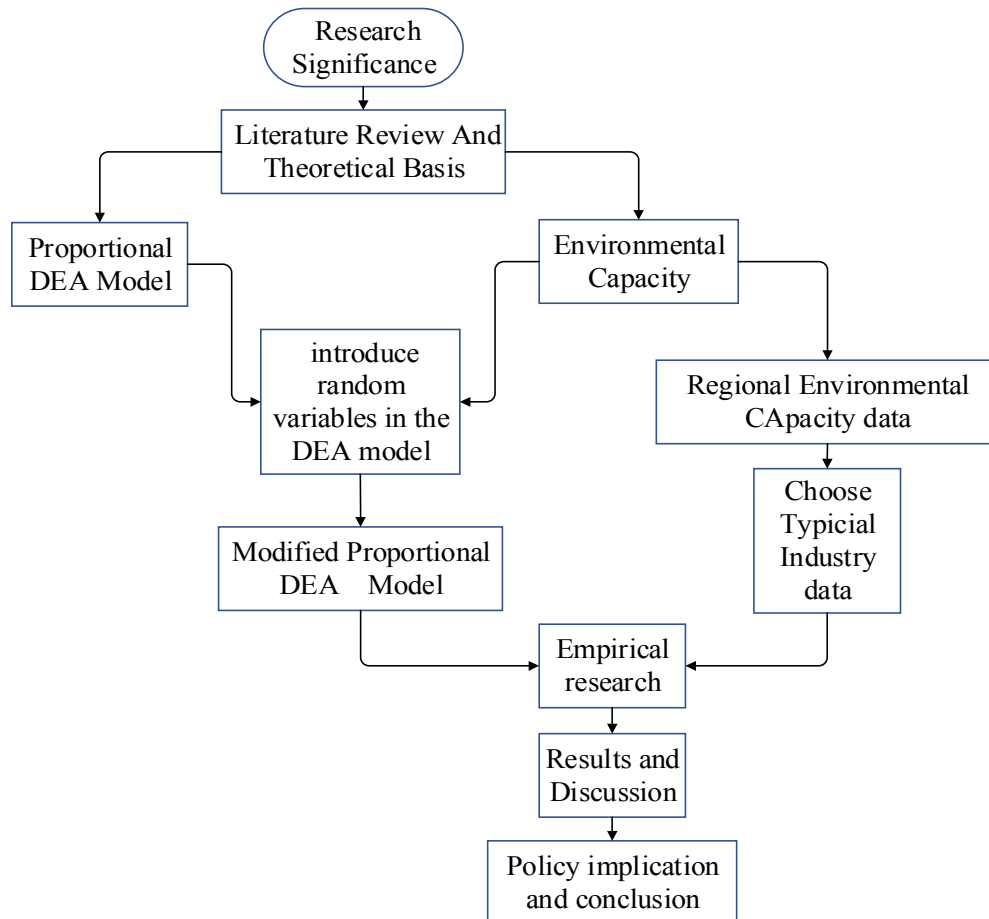 Research
Significance
Literature Review And
Theoretical Basis
Proportional
DEA Model
Environmental
Capacity
introduce
random
variables in the
DEA model
Regional Environmental
CApacity data
Choose
Typicial
Industry
data
Modified Proportional
DEA Model
Empirical
research
Results and
Discussion
Policy implication
and conclusion